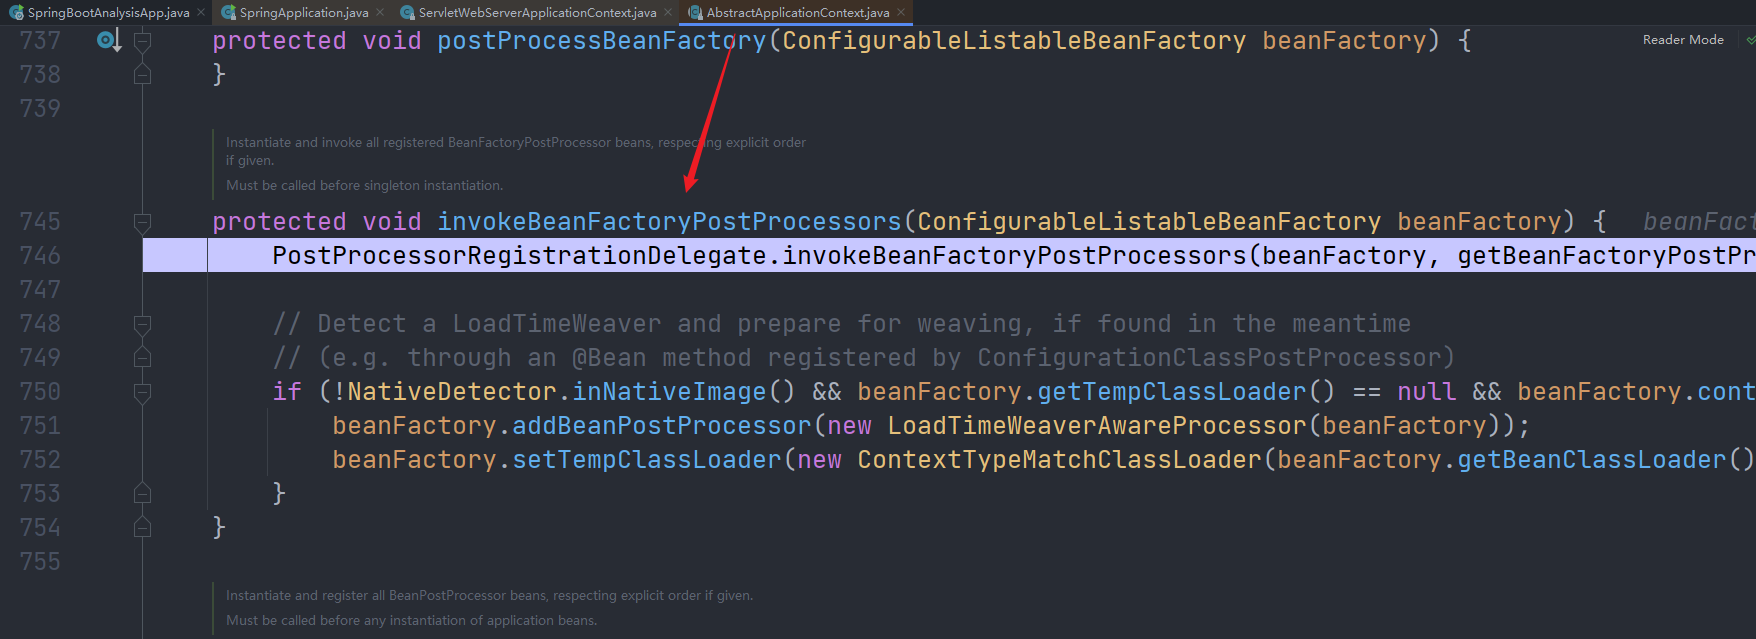 SpringBootAnalysisApp.java SpringApplication.java ServletWebServerApplicationContext.java AbstractApplicationContext.java
737 protected void postProcessBeanFactory(ConfigurableListableBeanFactory beanFactory) { Reader Mode
738 }
739
Instantiate and invoke all registered BeanFactoryPostProcessor beans, respecting explicit order
if given.
Must be called before singleton instantiation.
745 protected void invokeBeanFactoryPostProcessors(ConfigurableListableBeanFactory beanFactory) { beanFact
746 PostProcessorRegistrationDelegate.invokeBeanFactoryPostProcessors(beanFactory, getBeanFactoryPostPr
747
748 // Detect a LoadTimeWeaver and prepare for weaving, if found in the meantime
749 // (e.g. through an @Bean method registered by ConfigurationClassPostProcessor)
750 if (!NativeDetector.inNativeImage() && beanFactory.getTempClassLoader() == null && beanFactory.cont
751 beanFactory.addBeanPostProcessor(new LoadTimeWeaverAwareProcessor(beanFactory));
752 beanFactory.setTempClassLoader(new ContextTypeMatchClassLoader(beanFactory.getBeanClassLoader()
753 }
754 }
755
Instantiate and register all BeanPostProcessor beans, respecting explicit order if given.
Must be called before any instantiation of application beans.